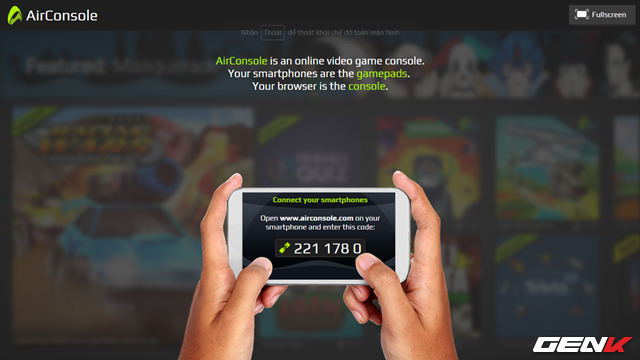 AirConsole
Fullscreen
Nhấn Thoát để thoát khỏi chế độ toàn màn hình
AirConsole is an online video game console.
Your smartphones are the gamepads.
Your browser is the console.
Featured:
QUIZ
Connect your smartphones
Open www.airconsole.com on your
smartphone and enter this code:
221 178 0
GENK